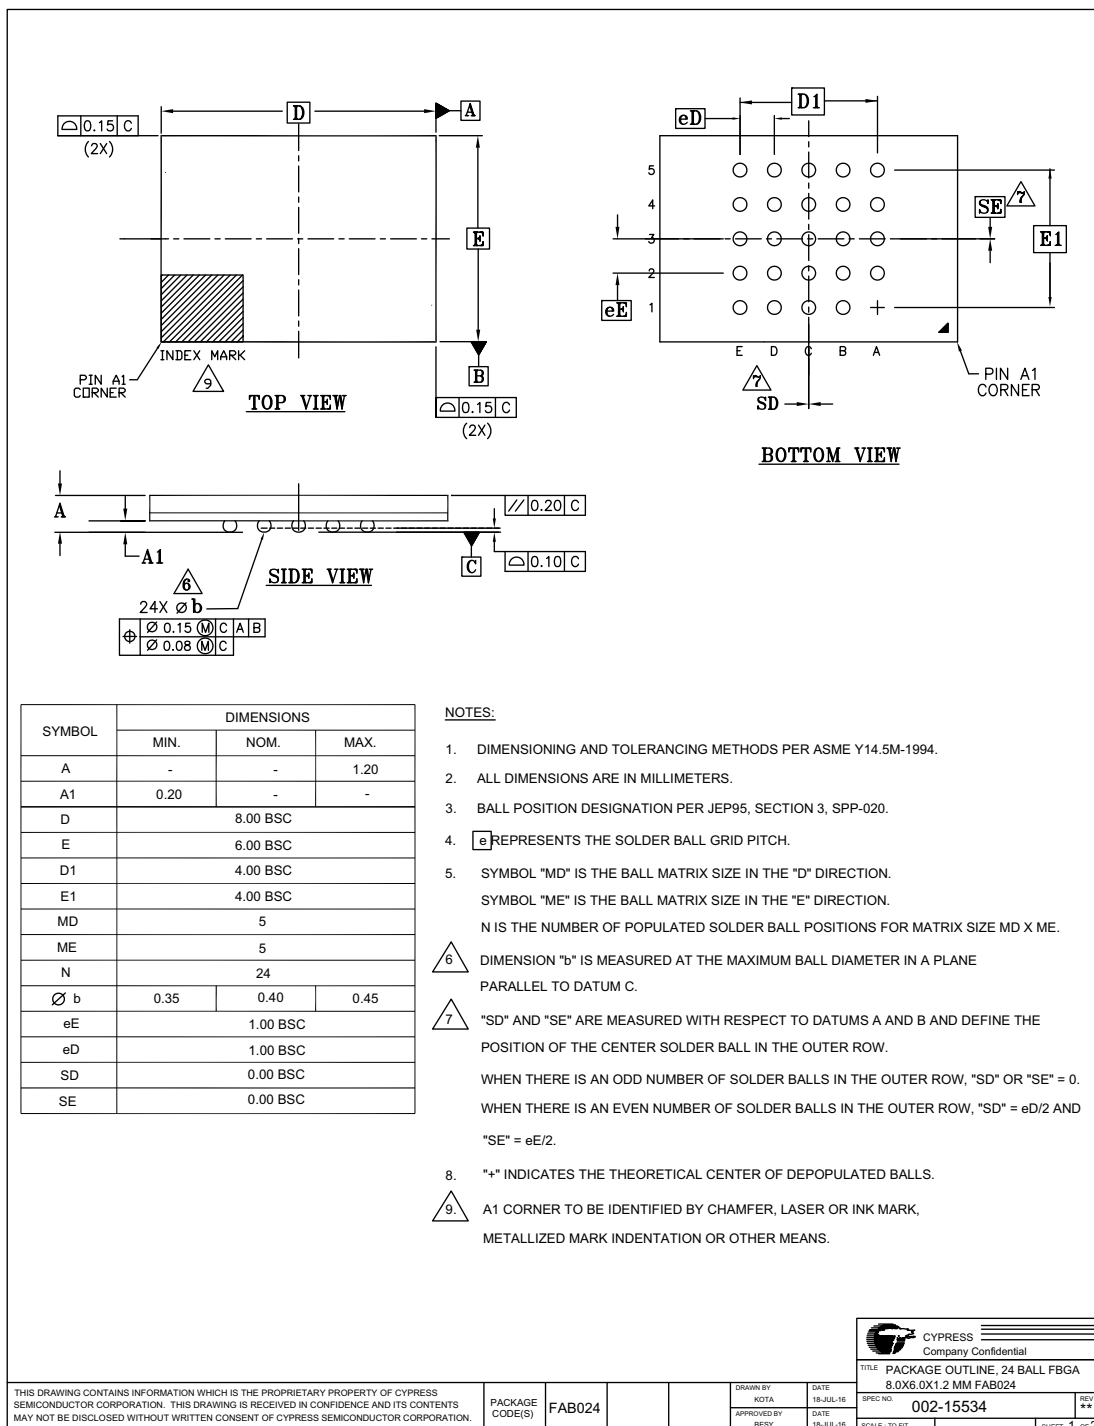 D
A
0.15 C
(2X)
E
INDEX MARK
PIN A1
CORNER
9
B
TOP VIEW
0.15 C
(2X)
D1
eD
5
4
3
2
1
SE
7
E1
eE
E D C B A
7
SD
PIN A1
CORNER
BOTTOM VIEW
A
A1
// 0.20 C
C
0.10 C
SIDE VIEW
6
24X Ø b
⌖ Ø 0.15 Ⓜ C A B
Ø 0.08 Ⓜ C
SYMBOL DIMENSIONS
MIN. NOM. MAX.
A - - 1.20
A1 0.20 - -
D 8.00 BSC
E 6.00 BSC
D1 4.00 BSC
E1 4.00 BSC
MD 5
ME 5
N 24
Ø b 0.35 0.40 0.45
eE 1.00 BSC
eD 1.00 BSC
SD 0.00 BSC
SE 0.00 BSC
NOTES:
1. DIMENSIONING AND TOLERANCING METHODS PER ASME Y14.5M-1994.
2. ALL DIMENSIONS ARE IN MILLIMETERS.
3. BALL POSITION DESIGNATION PER JEP95, SECTION 3, SPP-020.
4. e REPRESENTS THE SOLDER BALL GRID PITCH.
5. SYMBOL "MD" IS THE BALL MATRIX SIZE IN THE "D" DIRECTION.
SYMBOL "ME" IS THE BALL MATRIX SIZE IN THE "E" DIRECTION.
N IS THE NUMBER OF POPULATED SOLDER BALL POSITIONS FOR MATRIX SIZE MD X ME.
6 DIMENSION "b" IS MEASURED AT THE MAXIMUM BALL DIAMETER IN A PLANE
PARALLEL TO DATUM C.
7 "SD" AND "SE" ARE MEASURED WITH RESPECT TO DATUMS A AND B AND DEFINE THE
POSITION OF THE CENTER SOLDER BALL IN THE OUTER ROW.
WHEN THERE IS AN ODD NUMBER OF SOLDER BALLS IN THE OUTER ROW, "SD" OR "SE" = 0.
WHEN THERE IS AN EVEN NUMBER OF SOLDER BALLS IN THE OUTER ROW, "SD" = eD/2 AND
"SE" = eE/2.
8. "+" INDICATES THE THEORETICAL CENTER OF DEPOPULATED BALLS.
9. A1 CORNER TO BE IDENTIFIED BY CHAMFER, LASER OR INK MARK,
METALLIZED MARK INDENTATION OR OTHER MEANS.
CYPRESS
Company Confidential
TITLE PACKAGE OUTLINE, 24 BALL FBGA
8.0X6.0X1.2 MM FAB024
THIS DRAWING CONTAINS INFORMATION WHICH IS THE PROPRIETARY PROPERTY OF CYPRESS
SEMICONDUCTOR CORPORATION. THIS DRAWING IS RECEIVED IN CONFIDENCE AND ITS CONTENTS
MAY NOT BE DISCLOSED WITHOUT WRITTEN CONSENT OF CYPRESS SEMICONDUCTOR CORPORATION.
PACKAGE
CODE(S)
FAB024
DRAWN BY DATE
KOTA 18-JUL-16
APPROVED BY DATE
BESY 18-JUL-16
SPEC NO. REV
002-15534 **
SCALE : TO FIT SHEET 1 OF